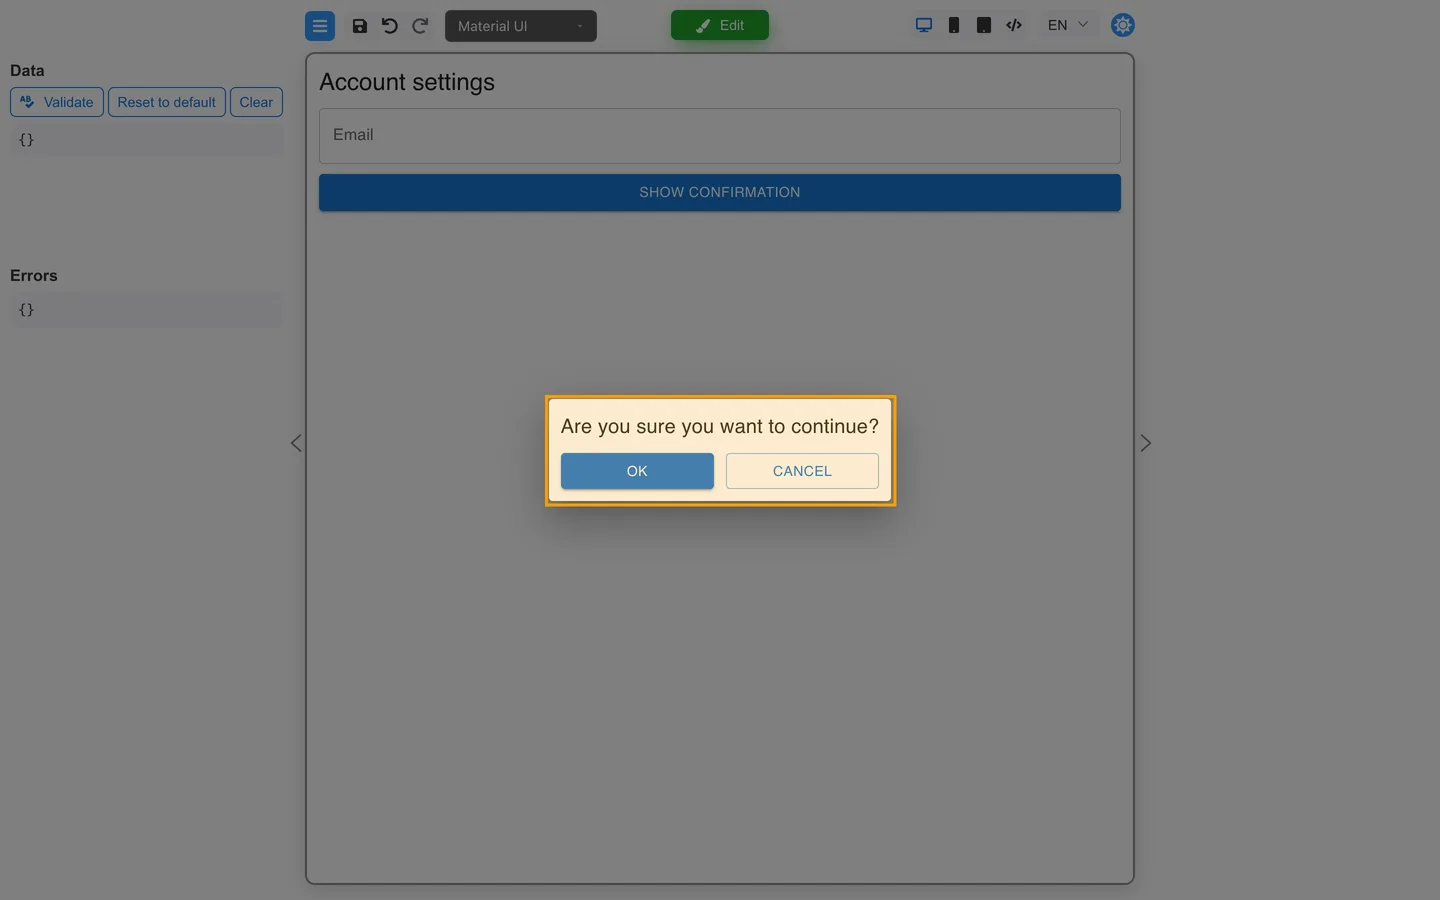 Material UI
Edit
EN
Data
Validate
Reset to default
Clear
{}
Errors
{}
Account settings
Email
SHOW CONFIRMATION
Are you sure you want to continue?
OK
CANCEL